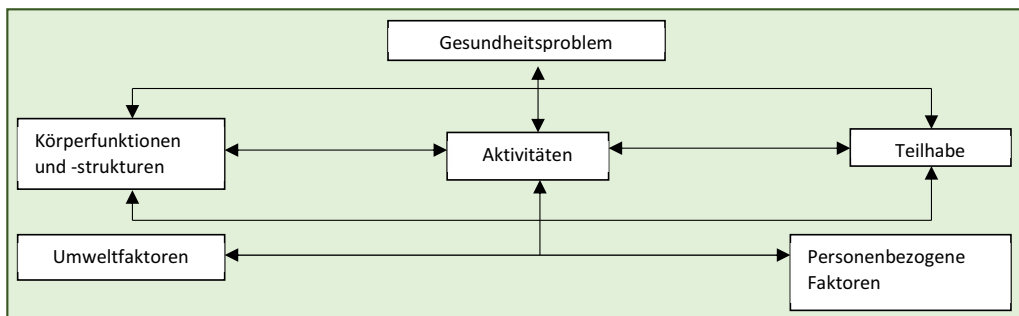 Gesundheitsproblem
Körperfunktionen
und -strukturen
Aktivitäten
Teilhabe
Umweltfaktoren
Personenbezogene
Faktoren